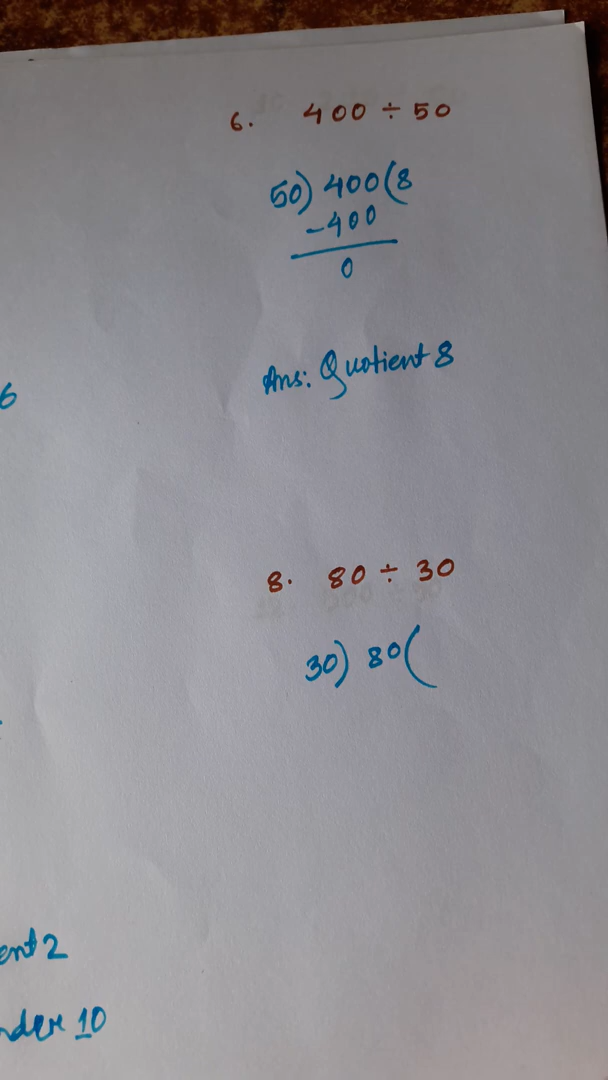 6. 400 ÷ 50
50) 400 (8
-400
0
Ans: Quotient 8
6
8. 80 ÷ 30
30) 80 (
ent 2
nder 10